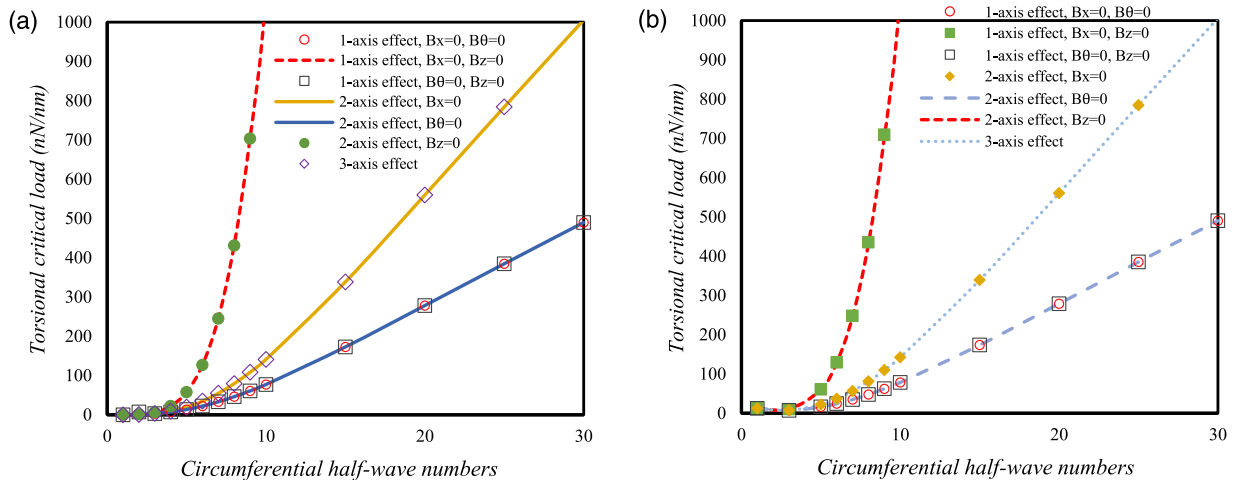 (a)
1000
900
800
700
600
500
400
300
200
100
0
0
10
20
30
Torsional critical load (nN/nm)
Circumferential half-wave numbers
1-axis effect, Bx=0, Bθ=0
1-axis effect, Bx=0, Bz=0
1-axis effect, Bθ=0, Bz=0
2-axis effect, Bx=0
2-axis effect, Bθ=0
2-axis effect, Bz=0
3-axis effect
(b)
1000
900
800
700
600
500
400
300
200
100
0
0
10
20
30
Torsional critical load (nN/nm)
Circumferential half-wave numbers
1-axis effect, Bx=0, Bθ=0
1-axis effect, Bx=0, Bz=0
1-axis effect, Bθ=0, Bz=0
2-axis effect, Bx=0
2-axis effect, Bθ=0
2-axis effect, Bz=0
3-axis effect